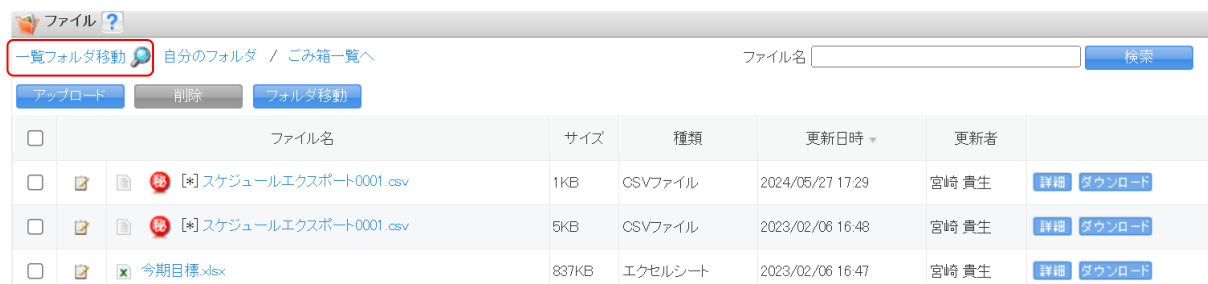 ファイル ?
一覧フォルダ移動 自分のフォルダ / ごみ箱一覧へ ファイル名 検索
アップロード 削除 フォルダ移動
ファイル名 サイズ 種類 更新日時 更新者
秘 [*] スケジュールエクスポート0001.csv 1KB CSVファイル 2024/05/27 17:29 宮崎 貴生 詳細 ダウンロード
秘 [*] スケジュールエクスポート0001.csv 5KB CSVファイル 2023/02/06 16:48 宮崎 貴生 詳細 ダウンロード
今期目標.xlsx 837KB エクセルシート 2023/02/06 16:47 宮崎 貴生 詳細 ダウンロード